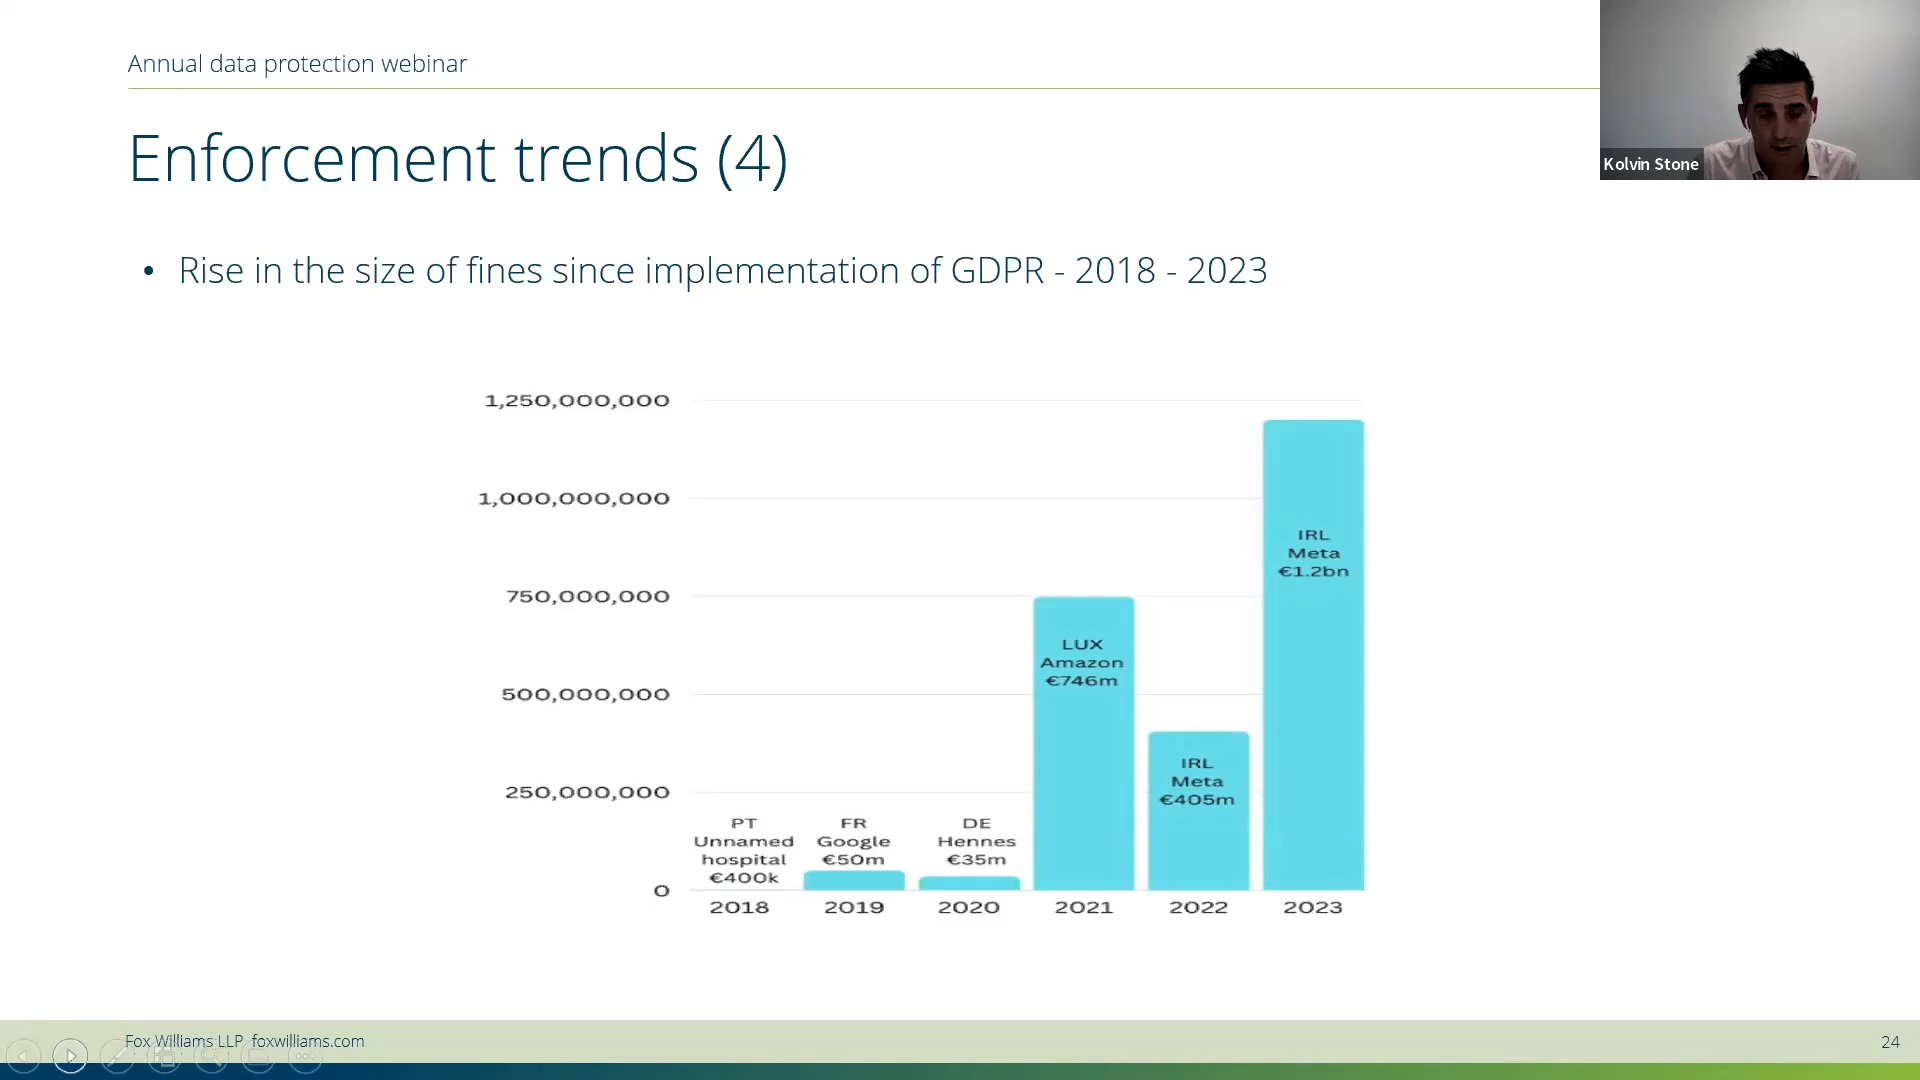 Annual data protection webinar
Kolvin Stone
Enforcement trends (4)
• Rise in the size of fines since implementation of GDPR - 2018 - 2023
1,250,000,000
1,000,000,000
750,000,000
500,000,000
250,000,000
0
PT
Unnamed
hospital
€400k
FR
Google
€50m
DE
Hennes
€35m
LUX
Amazon
€746m
IRL
Meta
€405m
IRL
Meta
€1.2bn
2018 2019 2020 2021 2022 2023
Fox Williams LLP foxwilliams.com
24